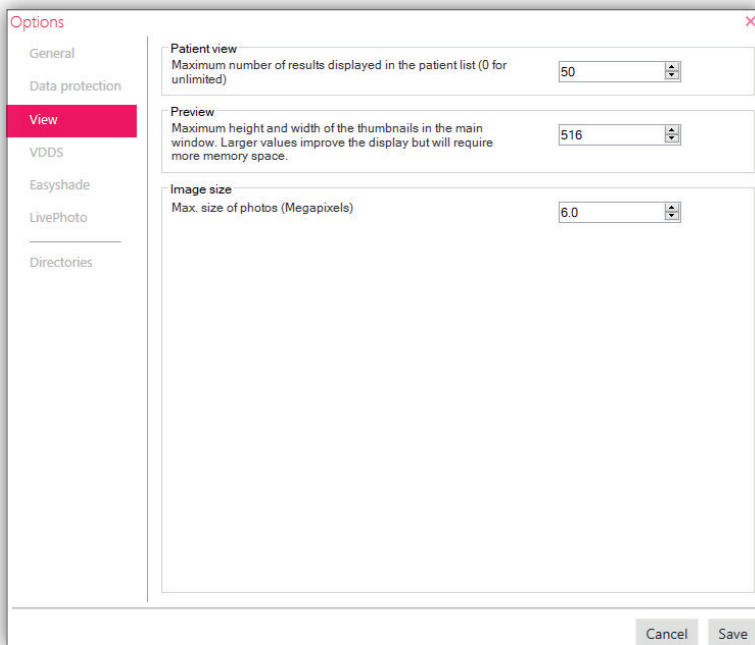 Options
General
Data protection
View
VDDS
Easyshade
LivePhoto
Directories
Patient view
Maximum number of results displayed in the patient list (0 for
unlimited)
50
Preview
Maximum height and width of the thumbnails in the main
window. Larger values improve the display but will require
more memory space.
516
Image size
Max. size of photos (Megapixels)
6.0
Cancel
Save